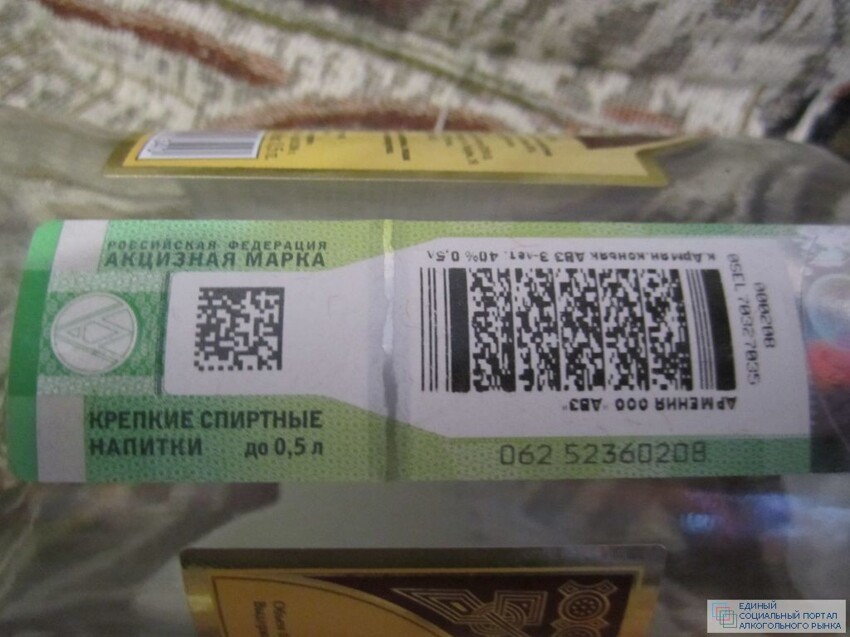 РОССИЙСКАЯ ФЕДЕРАЦИЯ
АКЦИЗНАЯ МАРКА
КРЕПКИЕ СПИРТНЫЕ
НАПИТКИ до 0,5 л
к.Армян.коньяк АВЗ 3-лет. 40% 0,5л
АРМЕНИЯ ООО "АВЗ"
000208
062 52360208
ЕДИНЫЙ
СОЦИАЛЬНЫЙ ПОРТАЛ
АЛКОГОЛЬНОГО РЫНКА